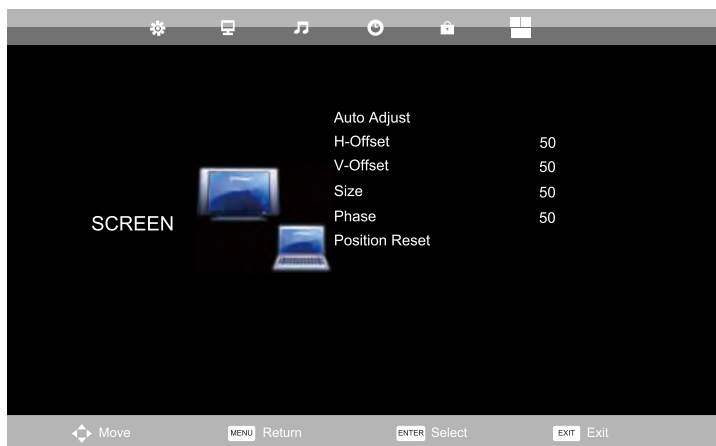 Auto Adjust
H-Offset 50
V-Offset 50
Size 50
SCREEN
Phase 50
Position Reset
Move MENU Return ENTER Select EXIT Exit